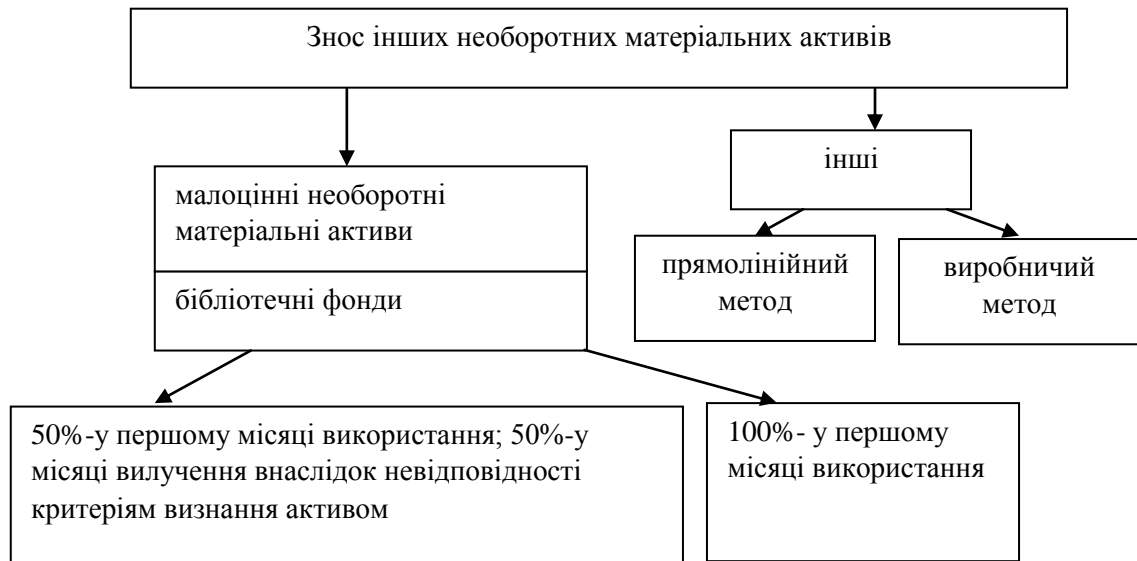 Знос інших необоротних матеріальних активів
інші
малоцінні необоротні
матеріальні активи
бібліотечні фонди
прямолінійний
метод
виробничий
метод
50%-у першому місяці використання; 50%-у
місяці вилучення внаслідок невідповідності
критеріям визнання активом
100%- у першому
місяці використання